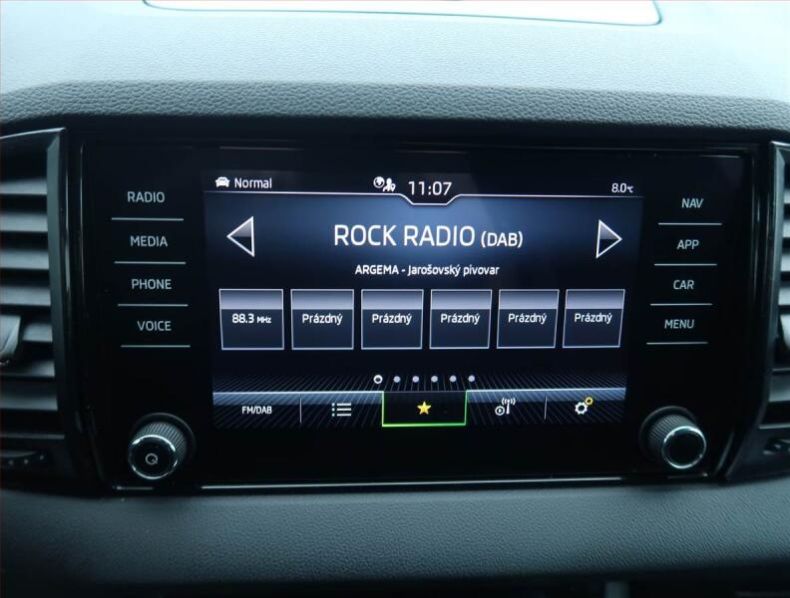 Normal 11:07 8.0°C
RADIO
MEDIA
PHONE
VOICE
ROCK RADIO (DAB)
ARGEMA - Jarošovský pivovar
88.3 MHz Prázdný Prázdný Prázdný Prázdný Prázdný
FM/DAB
NAV
APP
CAR
MENU